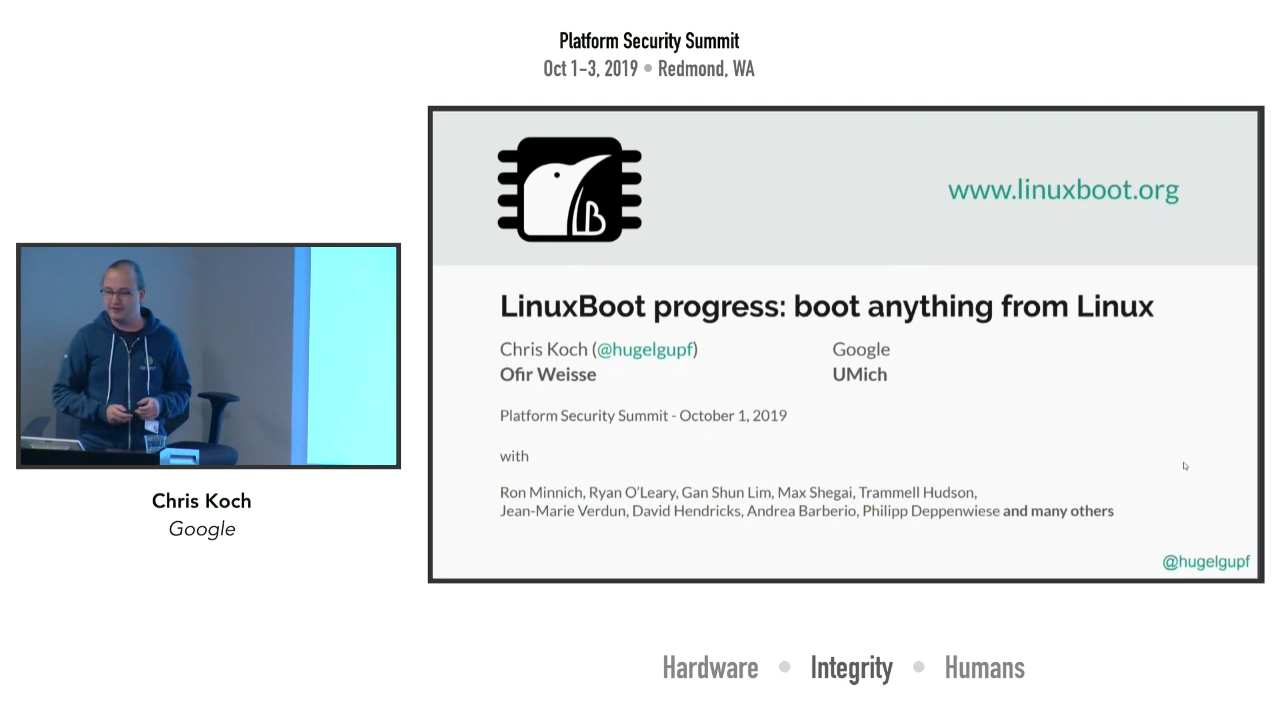 Platform Security Summit
Oct 1-3, 2019 • Redmond, WA
LB
www.linuxboot.org
LinuxBoot progress: boot anything from Linux
Chris Koch (@hugelgupf) Google
Ofir Weisse UMich
Platform Security Summit - October 1, 2019
with
Ron Minnich, Ryan O'Leary, Gan Shun Lim, Max Shegai, Trammell Hudson,
Jean-Marie Verdun, David Hendricks, Andrea Barberio, Philipp Deppenwiese and many others
@hugelgupf
Chris Koch
Google
Hardware • Integrity • Humans